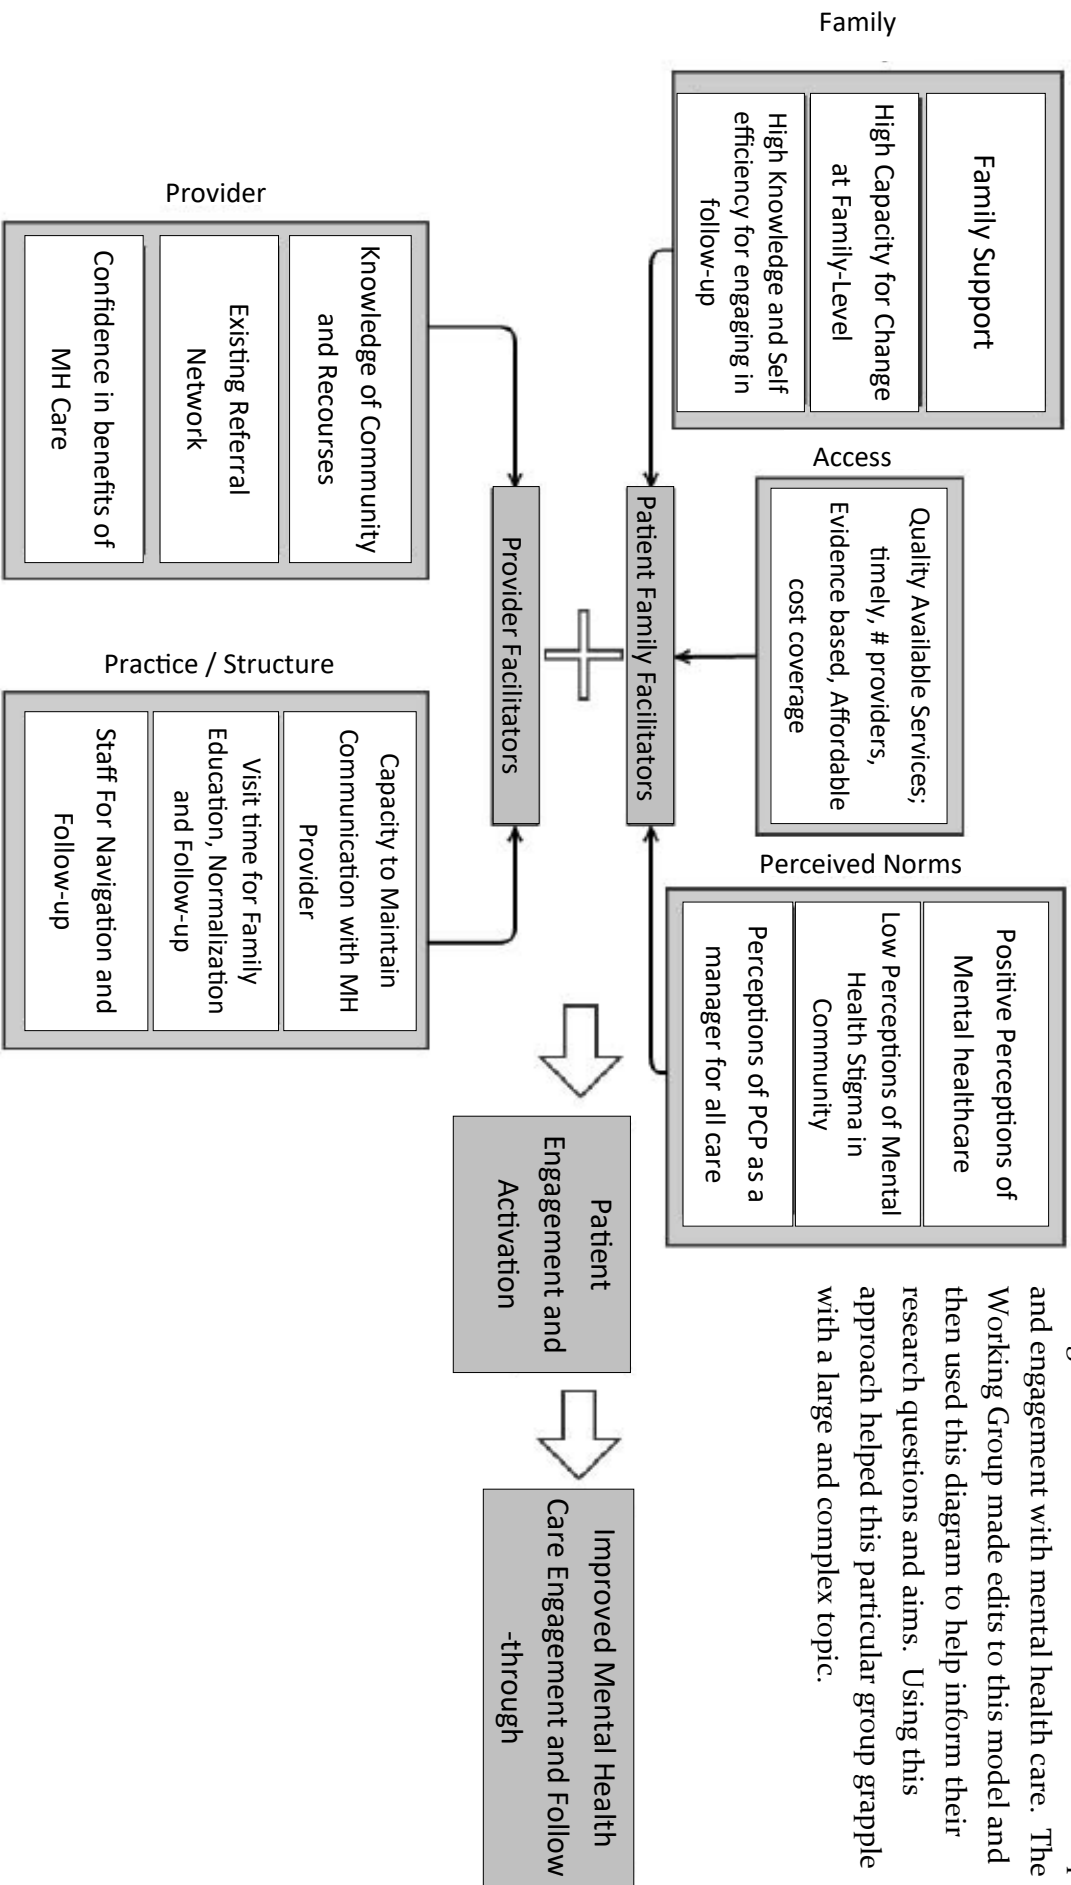 Family
Family Support
High Capacity for Change
at Family-Level
High Knowledge and Self
efficiency for engaging in
follow-up
Access
Quality Available Services;
timely, # providers,
Evidence based, Affordable
cost coverage
Perceived Norms
Positive Perceptions of
Mental healthcare
Low Perceptions of Mental
Health Stigma in
Community
Perceptions of PCP as a
manager for all care
Patient Family Facilitators
Provider Facilitators
Provider
Knowledge of Community
and Recourses
Existing Referral
Network
Confidence in benefits of
MH Care
Practice / Structure
Capacity to Maintain
Communication with MH
Provider
Visit time for Family
Education, Normalization
and Follow-up
Staff For Navigation and
Follow-up
Patient
Engagement and
Activation
Improved Mental Health
Care Engagement and Follow
-through
and engagement with mental health care. The
Working Group made edits to this model and
then used this diagram to help inform their
research questions and aims. Using this
approach helped this particular group grapple
with a large and complex topic.